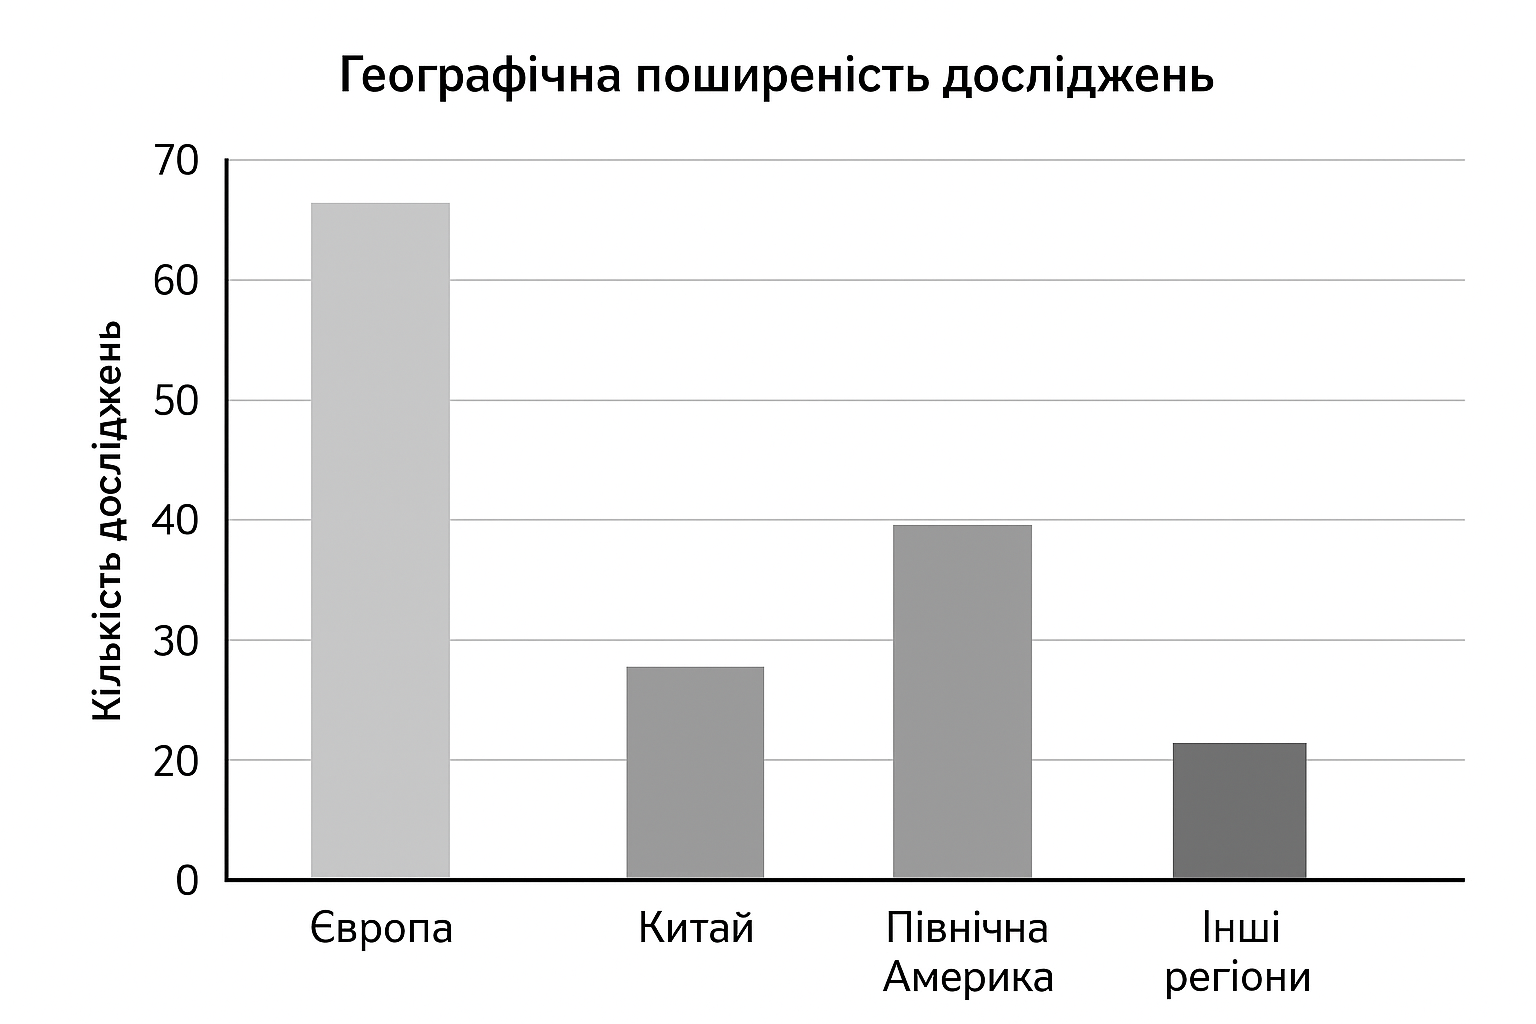 Географічна поширеність досліджень
Кількість досліджень
70
60
50
40
30
20
0
Європа
Китай
Північна
Америка
Інші
регіони